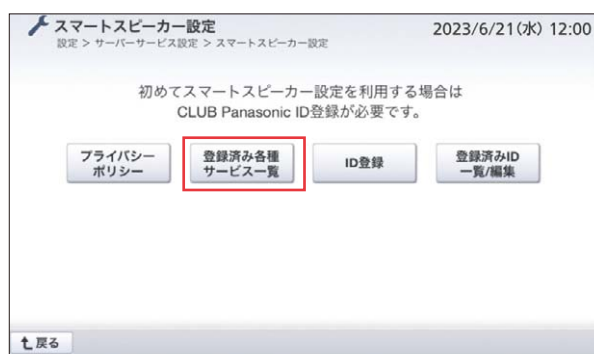 スマートスピーカー設定
2023/6/21(水) 12:00
設定 > サーバーサービス設定 > スマートスピーカー設定
初めてスマートスピーカー設定を利用する場合は
CLUB Panasonic ID登録が必要です。
プライバシー
ポリシー
登録済み各種
サービス一覧
ID登録
登録済みID
一覧/編集
戻る